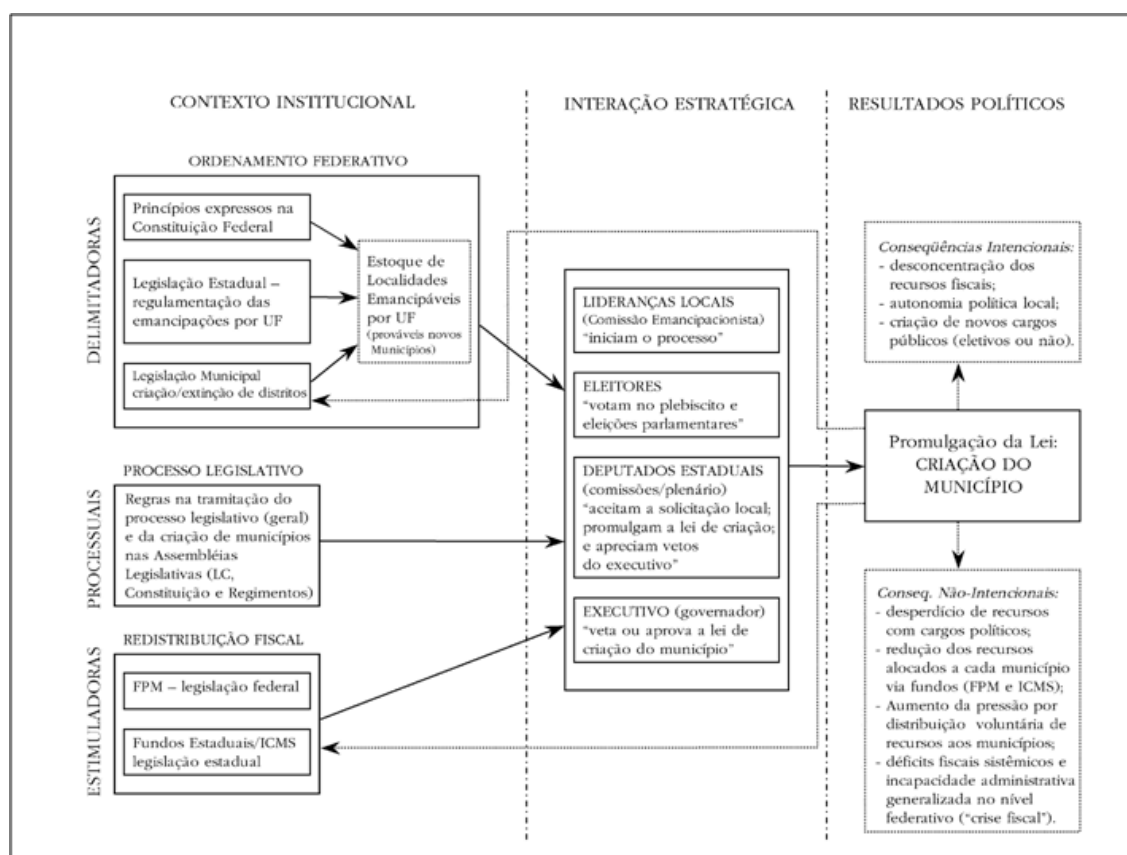 CONTEXTO INSTITUCIONAL
INTERAÇÃO ESTRATÉGICA
RESULTADOS POLÍTICOS
ORDENAMENTO FEDERATIVO
DELIMITADORAS
Princípios expressos na
Constituição Federal
Legislação Estadual –
regulamentação das
emancipações por UF
Legislação Municipal
criação/extinção de distritos
Estoque de
Localidades
Emancipáveis
por UF
(prováveis novos
Municípios)
PROCESSUAIS
PROCESSO LEGISLATIVO
Regras na tramitação do
processo legislativo (geral)
e da criação de municípios
nas Assembléias
Legislativas (LC,
Constituição e Regimentos)
ESTIMULADORAS
REDISTRIBUIÇÃO FISCAL
FPM – legislação federal
Fundos Estaduais/ICMS
legislação estadual
LIDERANÇAS LOCAIS
(Comissão Emancipacionista)
“iniciam o processo”
ELEITORES
“votam no plebiscito e
eleições parlamentares”
DEPUTADOS ESTADUAIS
(comissões/plenário)
“aceitam a solicitação local;
promulgam a lei de criação;
e apreciam vetos
do executivo”
EXECUTIVO (governador)
“veta ou aprova a lei de
criação do município”
Conseqüências Intencionais:
- desconcentração dos
recursos fiscais;
- autonomia política local;
- criação de novos cargos
públicos (eletivos ou não).
Promulgação da Lei:
CRIAÇÃO DO
MUNICÍPIO
Conseq. Não-Intencionais:
- desperdício de recursos
com cargos políticos;
- redução dos recursos
alocados a cada município
via fundos (FPM e ICMS);
- Aumento da pressão por
distribuição voluntária de
recursos aos municípios;
- déficits fiscais sistêmicos e
incapacidade administrativa
generalizada no nível
federativo (“crise fiscal”).